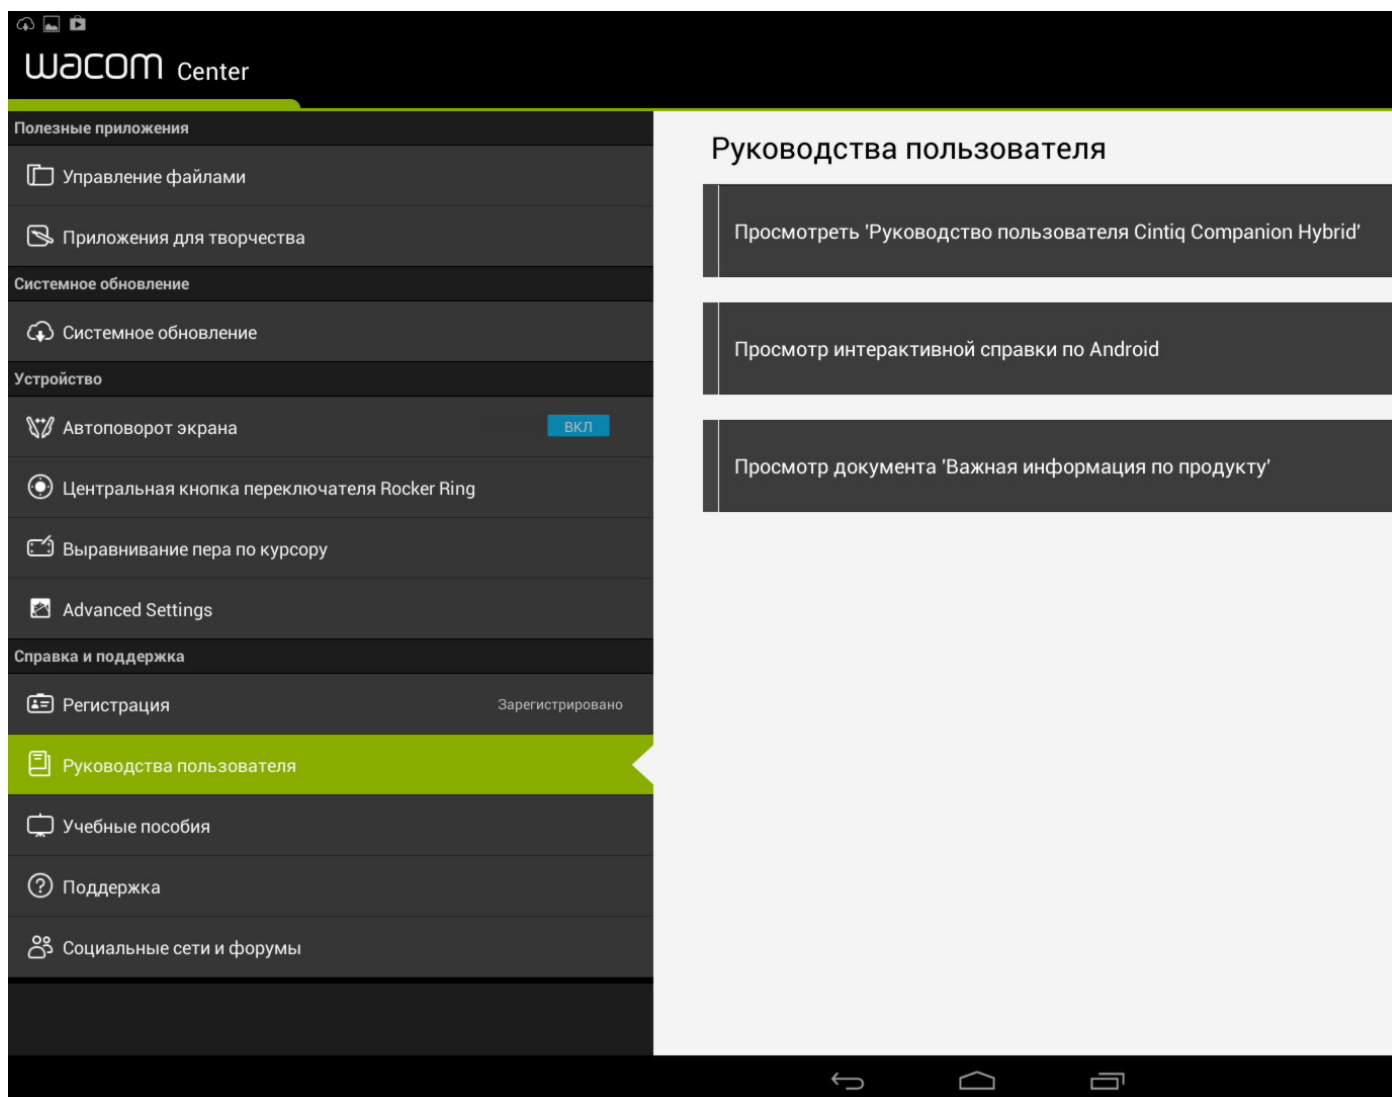 wacom Center
Полезные приложения
Управление файлами
Приложения для творчества
Системное обновление
Системное обновление
Устройство
Автоповорот экрана ВКЛ
Центральная кнопка переключателя Rocker Ring
Выравнивание пера по курсору
Advanced Settings
Справка и поддержка
Регистрация Зарегистрировано
Руководства пользователя
Учебные пособия
Поддержка
Социальные сети и форумы
Руководства пользователя
Просмотреть 'Руководство пользователя Cintiq Companion Hybrid'
Просмотр интерактивной справки по Android
Просмотр документа 'Важная информация по продукту'